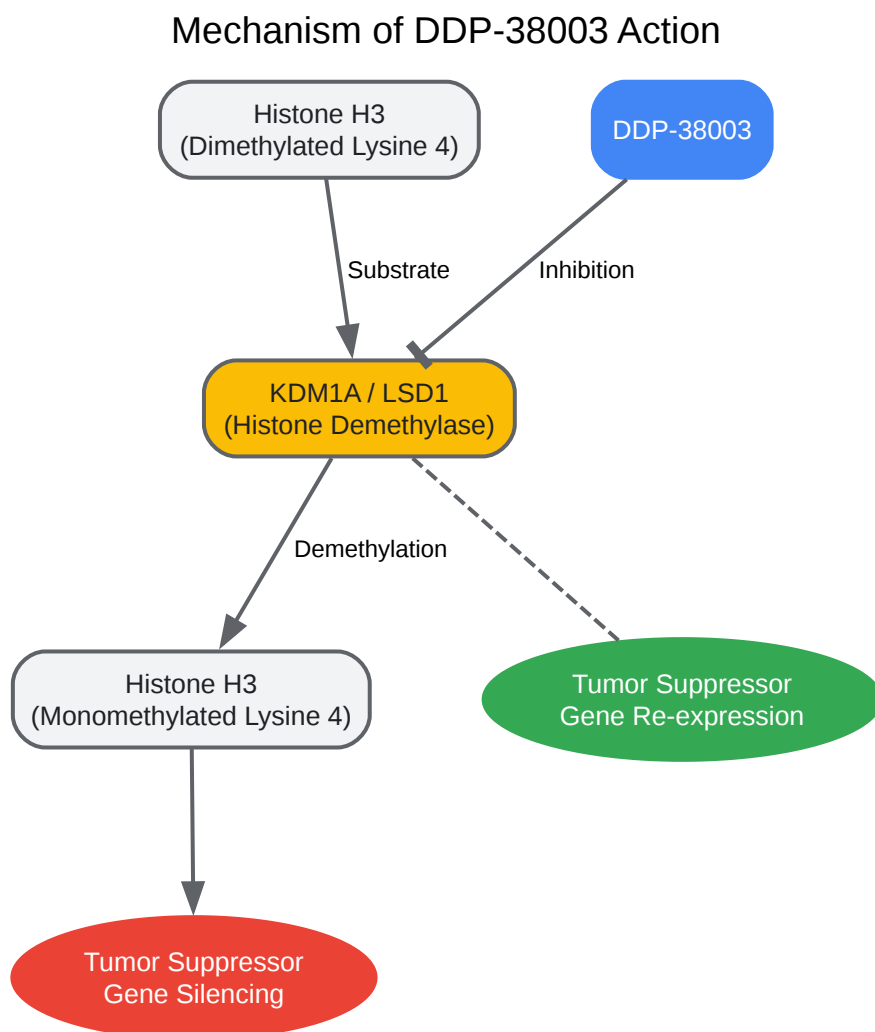 Mechanism of DDP-38003 Action
Histone H3
(Dimethylated Lysine 4)
DDP-38003
Substrate
Inhibition
KDM1A / LSD1
(Histone Demethylase)
Demethylation
Histone H3
(Monomethylated Lysine 4)
Tumor Suppressor
Gene Re-expression
Tumor Suppressor
Gene Silencing